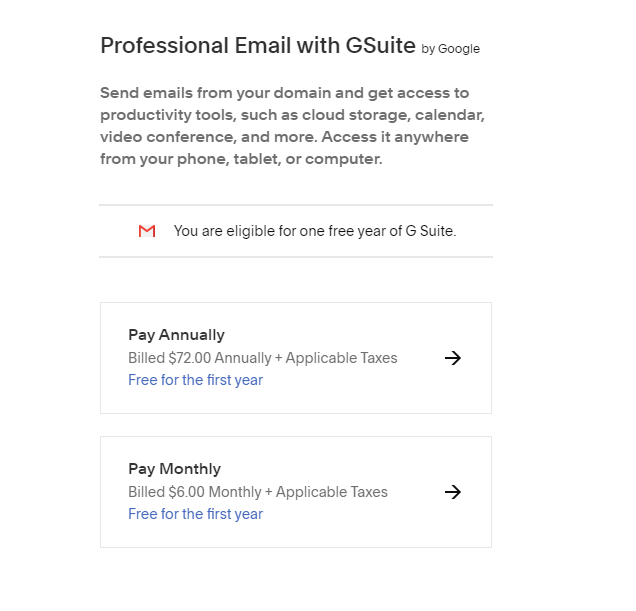 Professional Email with GSuite by Google
Send emails from your domain and get access to
productivity tools, such as cloud storage, calendar,
video conference, and more. Access it anywhere
from your phone, tablet, or computer.
You are eligible for one free year of G Suite.
Pay Annually
Billed $72.00 Annually + Applicable Taxes
Free for the first year
Pay Monthly
Billed $6.00 Monthly + Applicable Taxes
Free for the first year